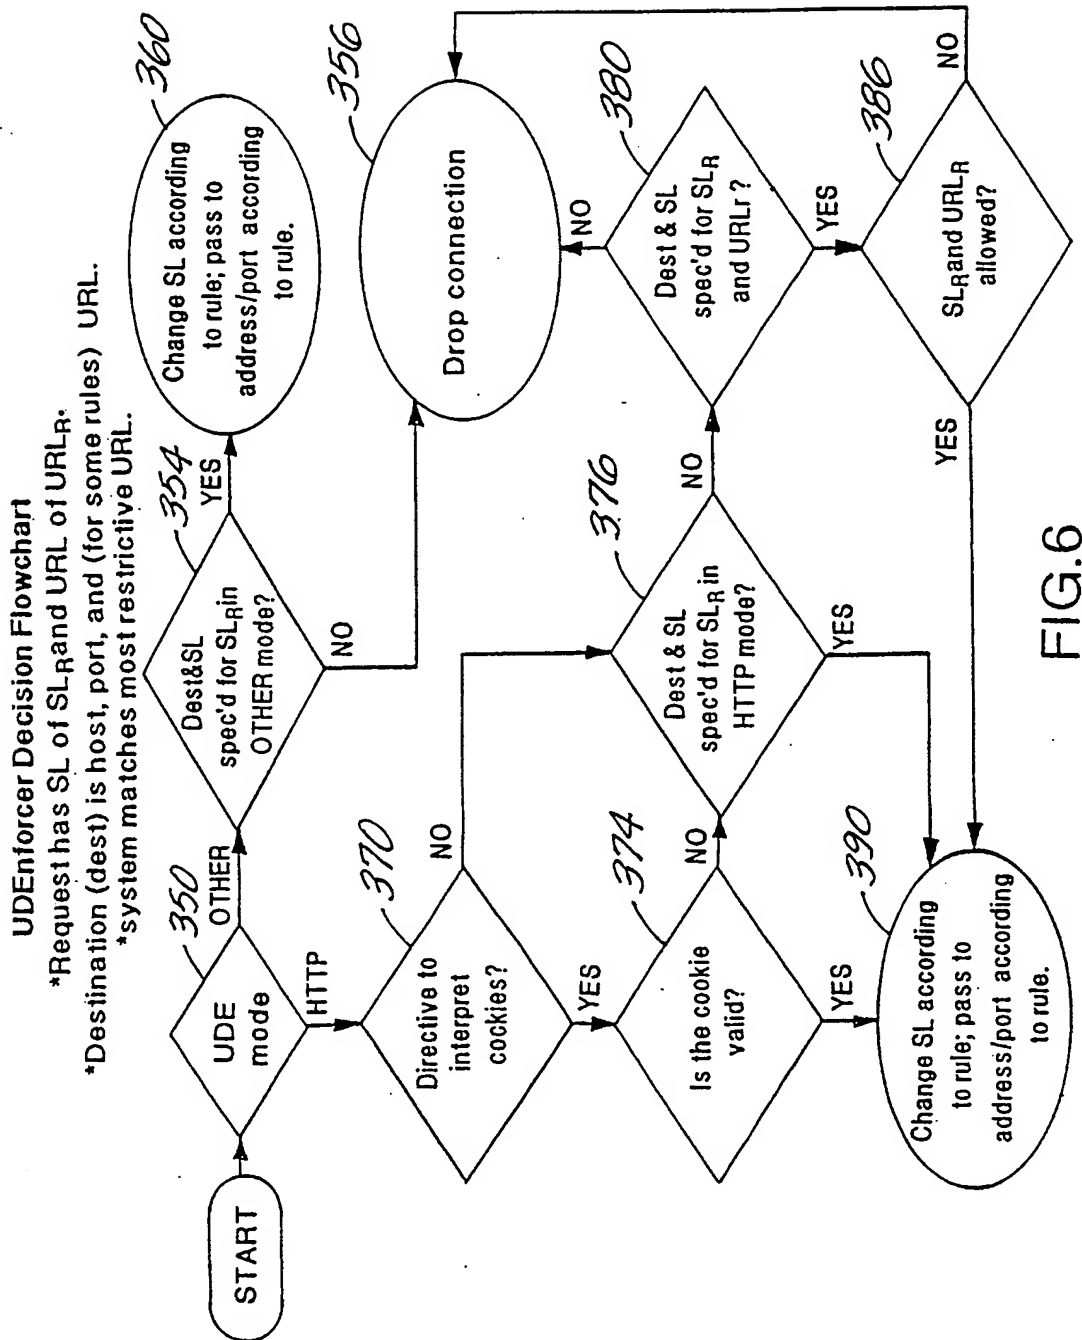 UDEnforcer Decision Flowchart
*Request has SL of SLR and URL of URLR.
*Destination (dest) is host, port, and (for some rules) URL.
*system matches most restrictive URL.
START
UDE
mode
350
OTHER
HTTP
Dest&SL
spec'd for SLR in
OTHER mode?
354
YES
NO
Change SL according
to rule; pass to
address/port according
to rule.
360
Directive to
interpret
cockies?
370
NO
YES
Drop connection
356
Is the cookie
valid?
374
NO
YES
Dest & SL
spec'd for SLR in
HTTP mode?
376
NO
YES
Dest & SL
spec'd for SLR
and URLr?
380
NO
YES
SLR and URLR
allowed?
386
NO
YES
Change SL according
to rule; pass to
address/port according
to rule.
390
FIG.6